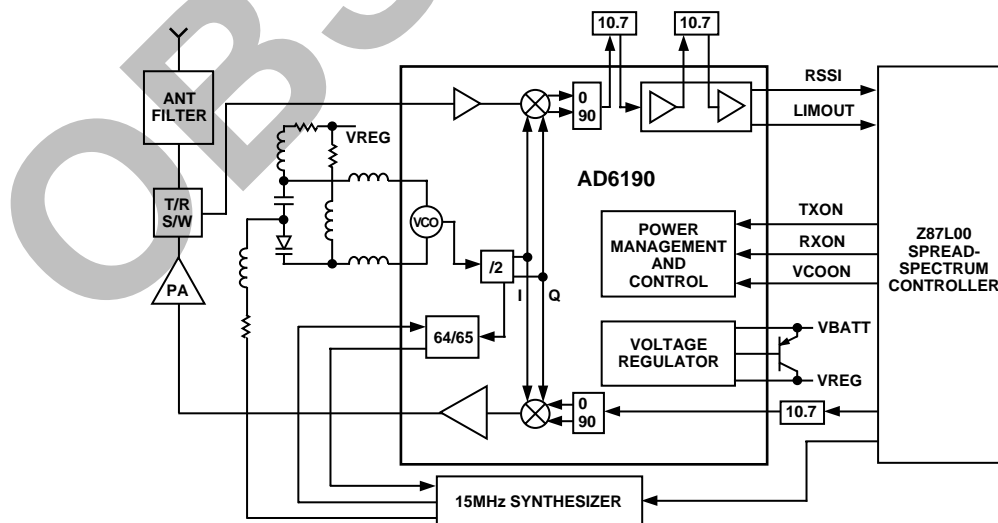 OBS
10.7
10.7
ANT
FILTER
VREG
0
90
RSSI
LIMOUT
AD6190
T/R
S/W
VCO
/2
I
Q
PA
64/65
POWER
MANAGEMENT
AND
CONTROL
TXON
RXON
VCOON
Z87L00
SPREAD-
SPECTRUM
CONTROLLER
VOLTAGE
REGULATOR
VBATT
VREG
0
90
10.7
15MHz SYNTHESIZER